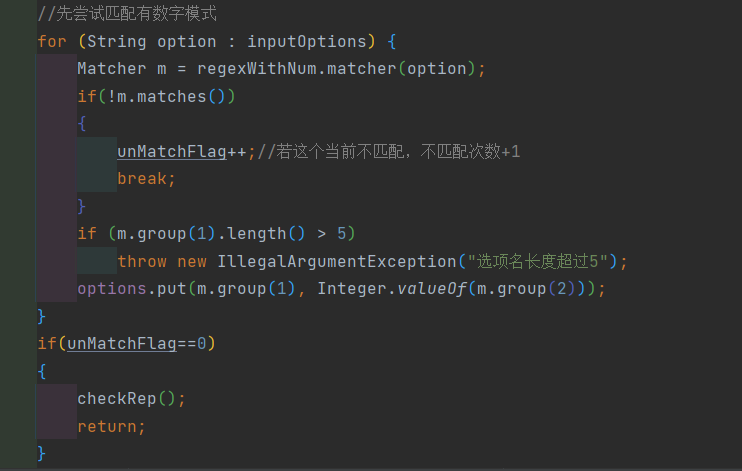 //先尝试匹配有数字模式
for (String option : inputOptions) {
Matcher m = regexWithNum.matcher(option);
if(!m.matches())
{
unMatchFlag++;//若这个当前不匹配，不匹配次数+1
break;
}
if (m.group(1).length() > 5)
throw new IllegalArgumentException("选项名长度超过5");
options.put(m.group(1), Integer.valueOf(m.group(2)));
}
if(unMatchFlag==0)
{
checkRep();
return;
}